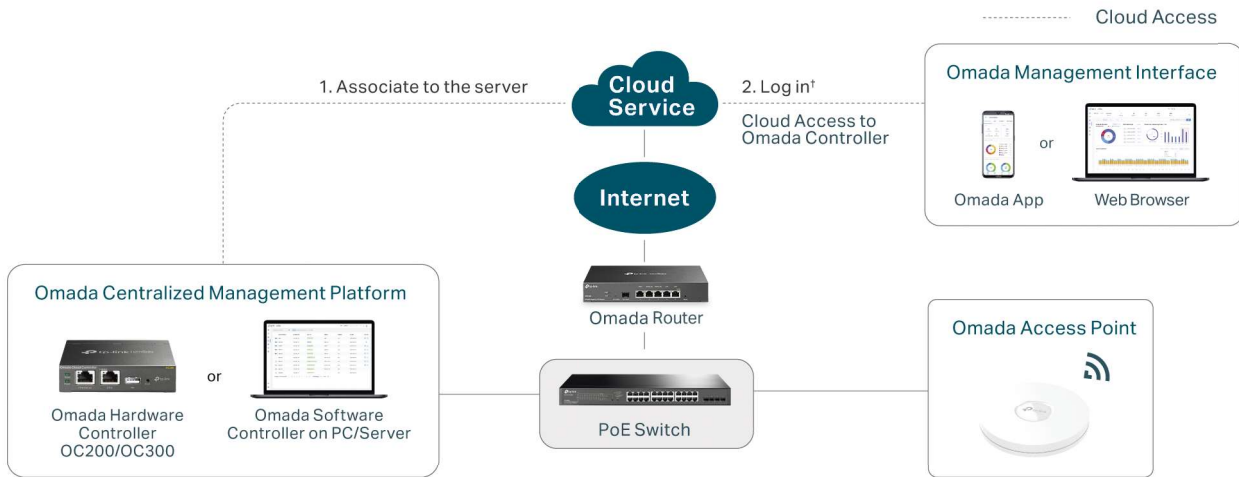 Cloud Access
1. Associate to the server
Cloud
Service
2. Log in†
Cloud Access to
Omada Controller
Omada Management Interface
or
Omada App
Web Browser
Internet
Omada Router
Omada Centralized Management Platform
tp-link
or
Omada Hardware
Controller
OC200/OC300
Omada Software
Controller on PC/Server
PoE Switch
Omada Access Point